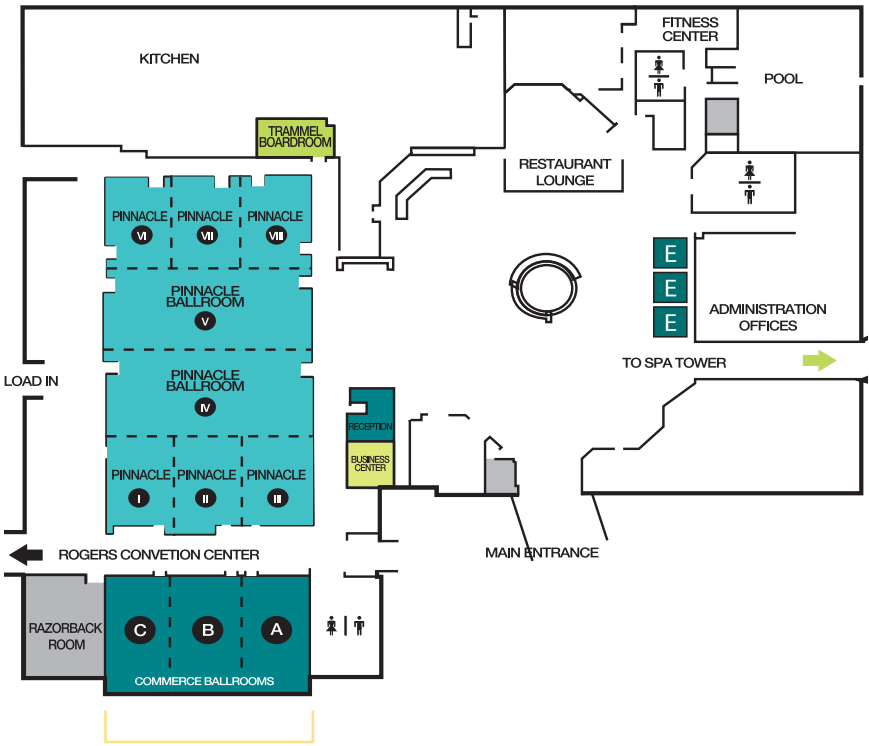 FITNESS
CENTER
KITCHEN
POOL
TRAMMEL
BOARDROOM
RESTAURANT
LOUNGE
PINNACLE
VI
PINNACLE
VII
PINNACLE
VIII
E
E
E
PINNACLE
BALLROOM
V
ADMINISTRATION
OFFICES
TO SPA TOWER
LOAD IN
PINNACLE
BALLROOM
IV
RECEPTION
BUSINESS
CENTER
PINNACLE
I
PINNACLE
II
PINNACLE
III
ROGERS CONVETION CENTER
MAIN ENTRANCE
RAZORBACK
ROOM
C
B
A
COMMERCE BALLROOMS